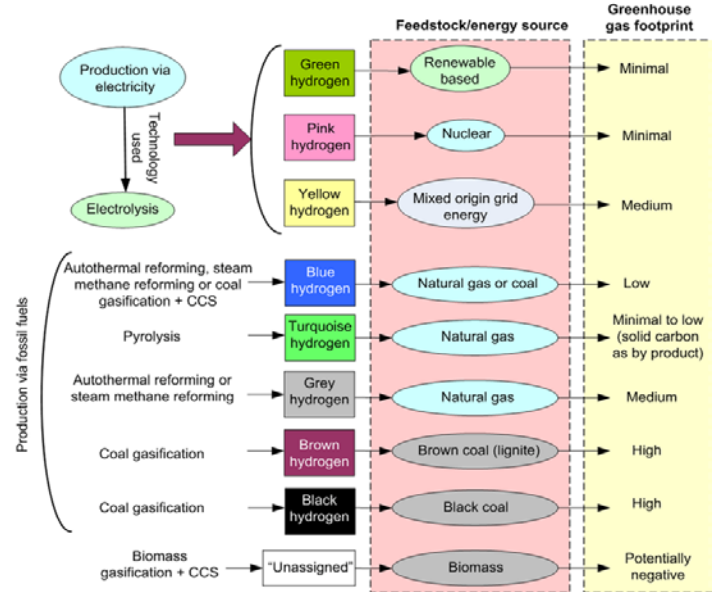 Feedstock/energy source
Greenhouse
gas footprint
Production via
electricity
Technology
used
Electrolysis
Green
hydrogen
Renewable
based
Minimal
Pink
hydrogen
Nuclear
Minimal
Yellow
hydrogen
Mixed origin grid
energy
Medium
Production via fossil fuels
Autothermal reforming, steam
methane reforming or coal
gasification + CCS
Blue
hydrogen
Natural gas or coal
Low
Pyrolysis
Turquoise
hydrogen
Natural gas
Minimal to low
(solid carbon
as by product)
Autothermal reforming or
steam methane reforming
Grey
hydrogen
Natural gas
Medium
Coal gasification
Brown
hydrogen
Brown coal (lignite)
High
Coal gasification
Black
hydrogen
Black coal
High
Biomass
gasification + CCS
"Unassigned"
Biomass
Potentially
negative